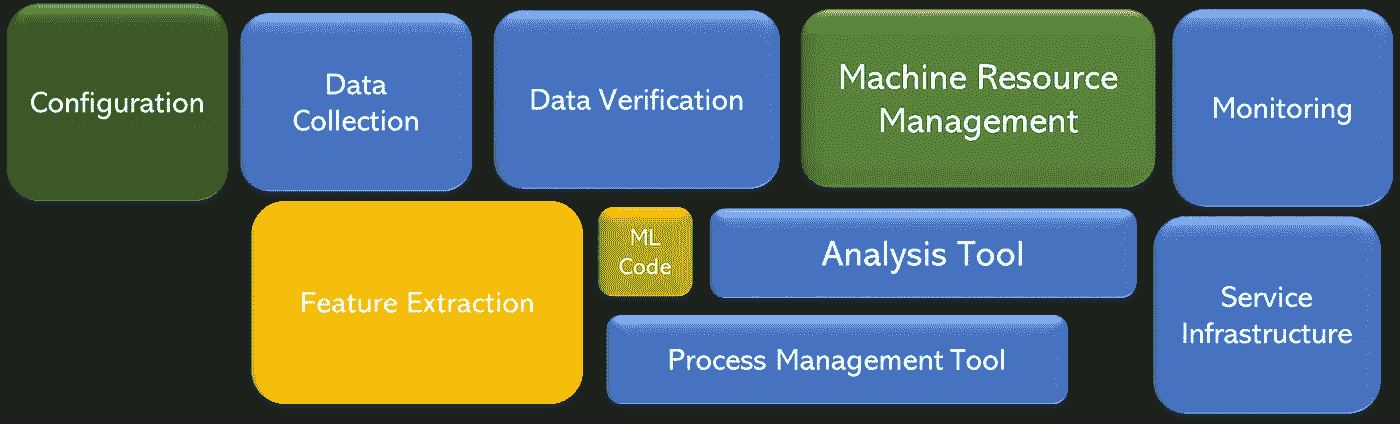 Configuration
Data
Collection
Data Verification
Machine Resource
Management
Monitoring
Feature Extraction
ML
Code
Analysis Tool
Process Management Tool
Service
Infrastructure